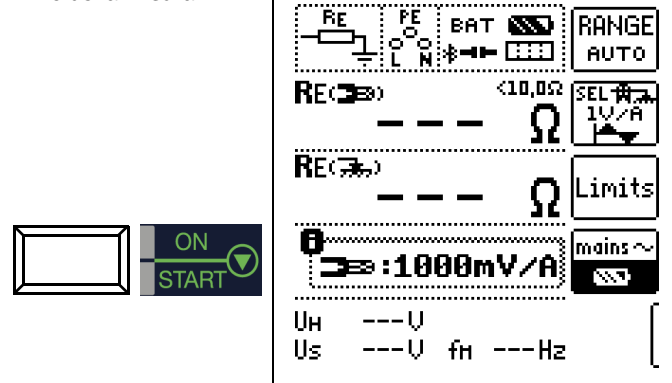 RE PE BAT RANGE
L N AUTO
RE( ) <10,0Ω SEL
--- Ω 1V/A
RE( )
--- Ω Limits
ON
START
:1000mV/A mains~
UH ---V
Us ---V fH ---Hz